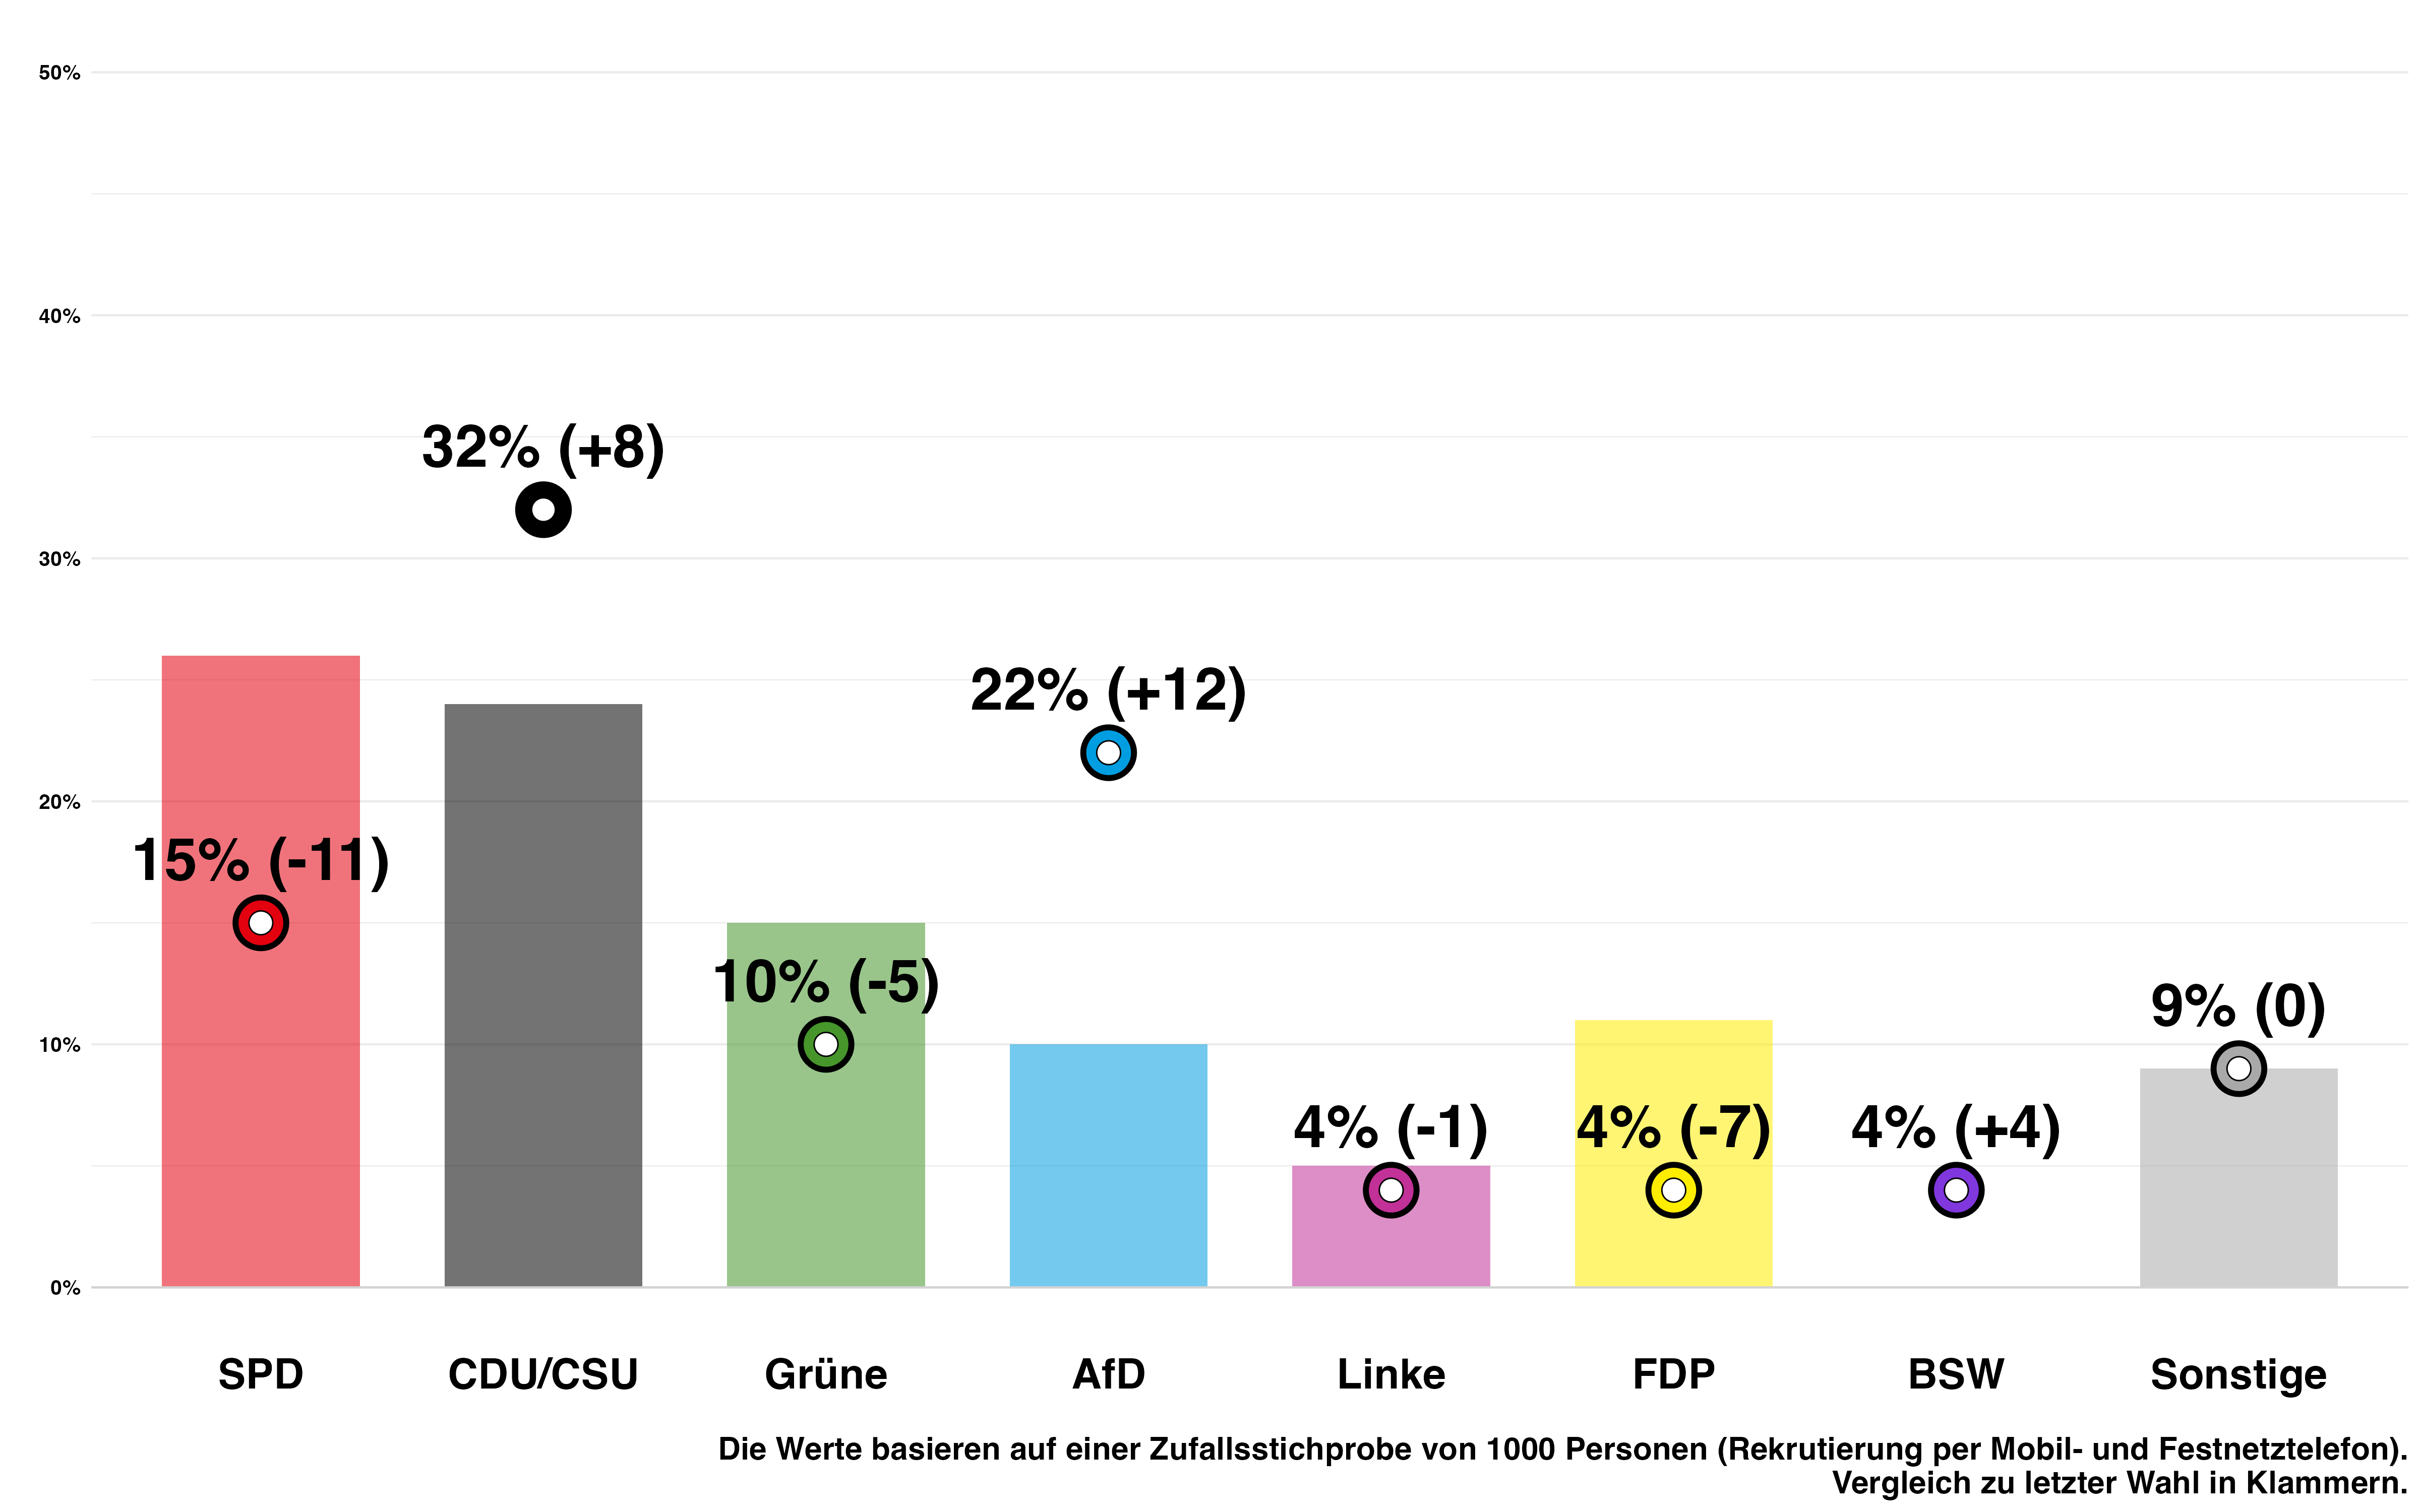 50%
40%
30%
20%
10%
0%
32% (+8)
22% (+12)
15% (-11)
10% (-5)
9% (0)
4% (-1)
4% (-7)
4% (+4)
SPD
CDU/CSU
Grüne
AfD
Linke
FDP
BSW
Sonstige
Die Werte basieren auf einer Zufallsstichprobe von 1000 Personen (Rekrutierung per Mobil- und Festnetztelefon).
Vergleich zu letzter Wahl in Klammern.